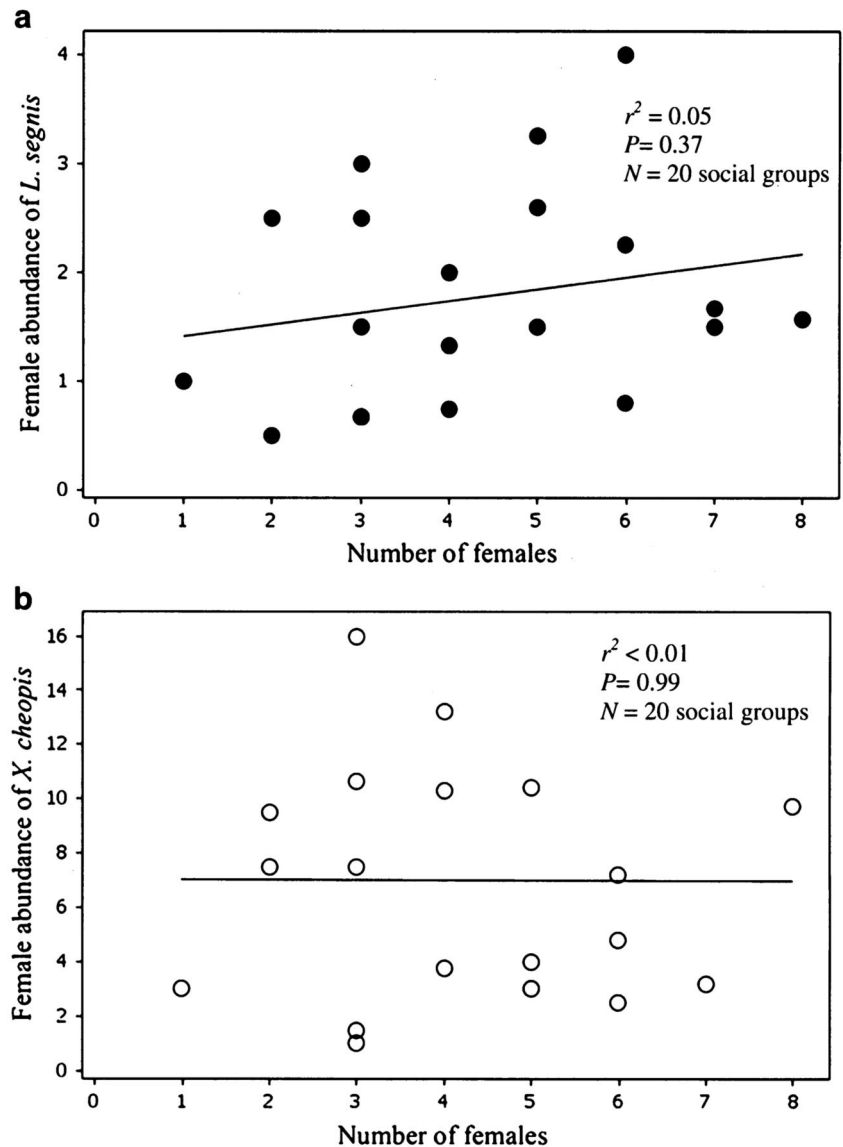 a
Female abundance of L. segnis
4
3
2
1
0
r² = 0.05
P= 0.37
N = 20 social groups
0 1 2 3 4 5 6 7 8
Number of females
b
Female abundance of X. cheopis
16
14
12
10
8
6
4
2
0
r² < 0.01
P= 0.99
N = 20 social groups
0 1 2 3 4 5 6 7 8
Number of females